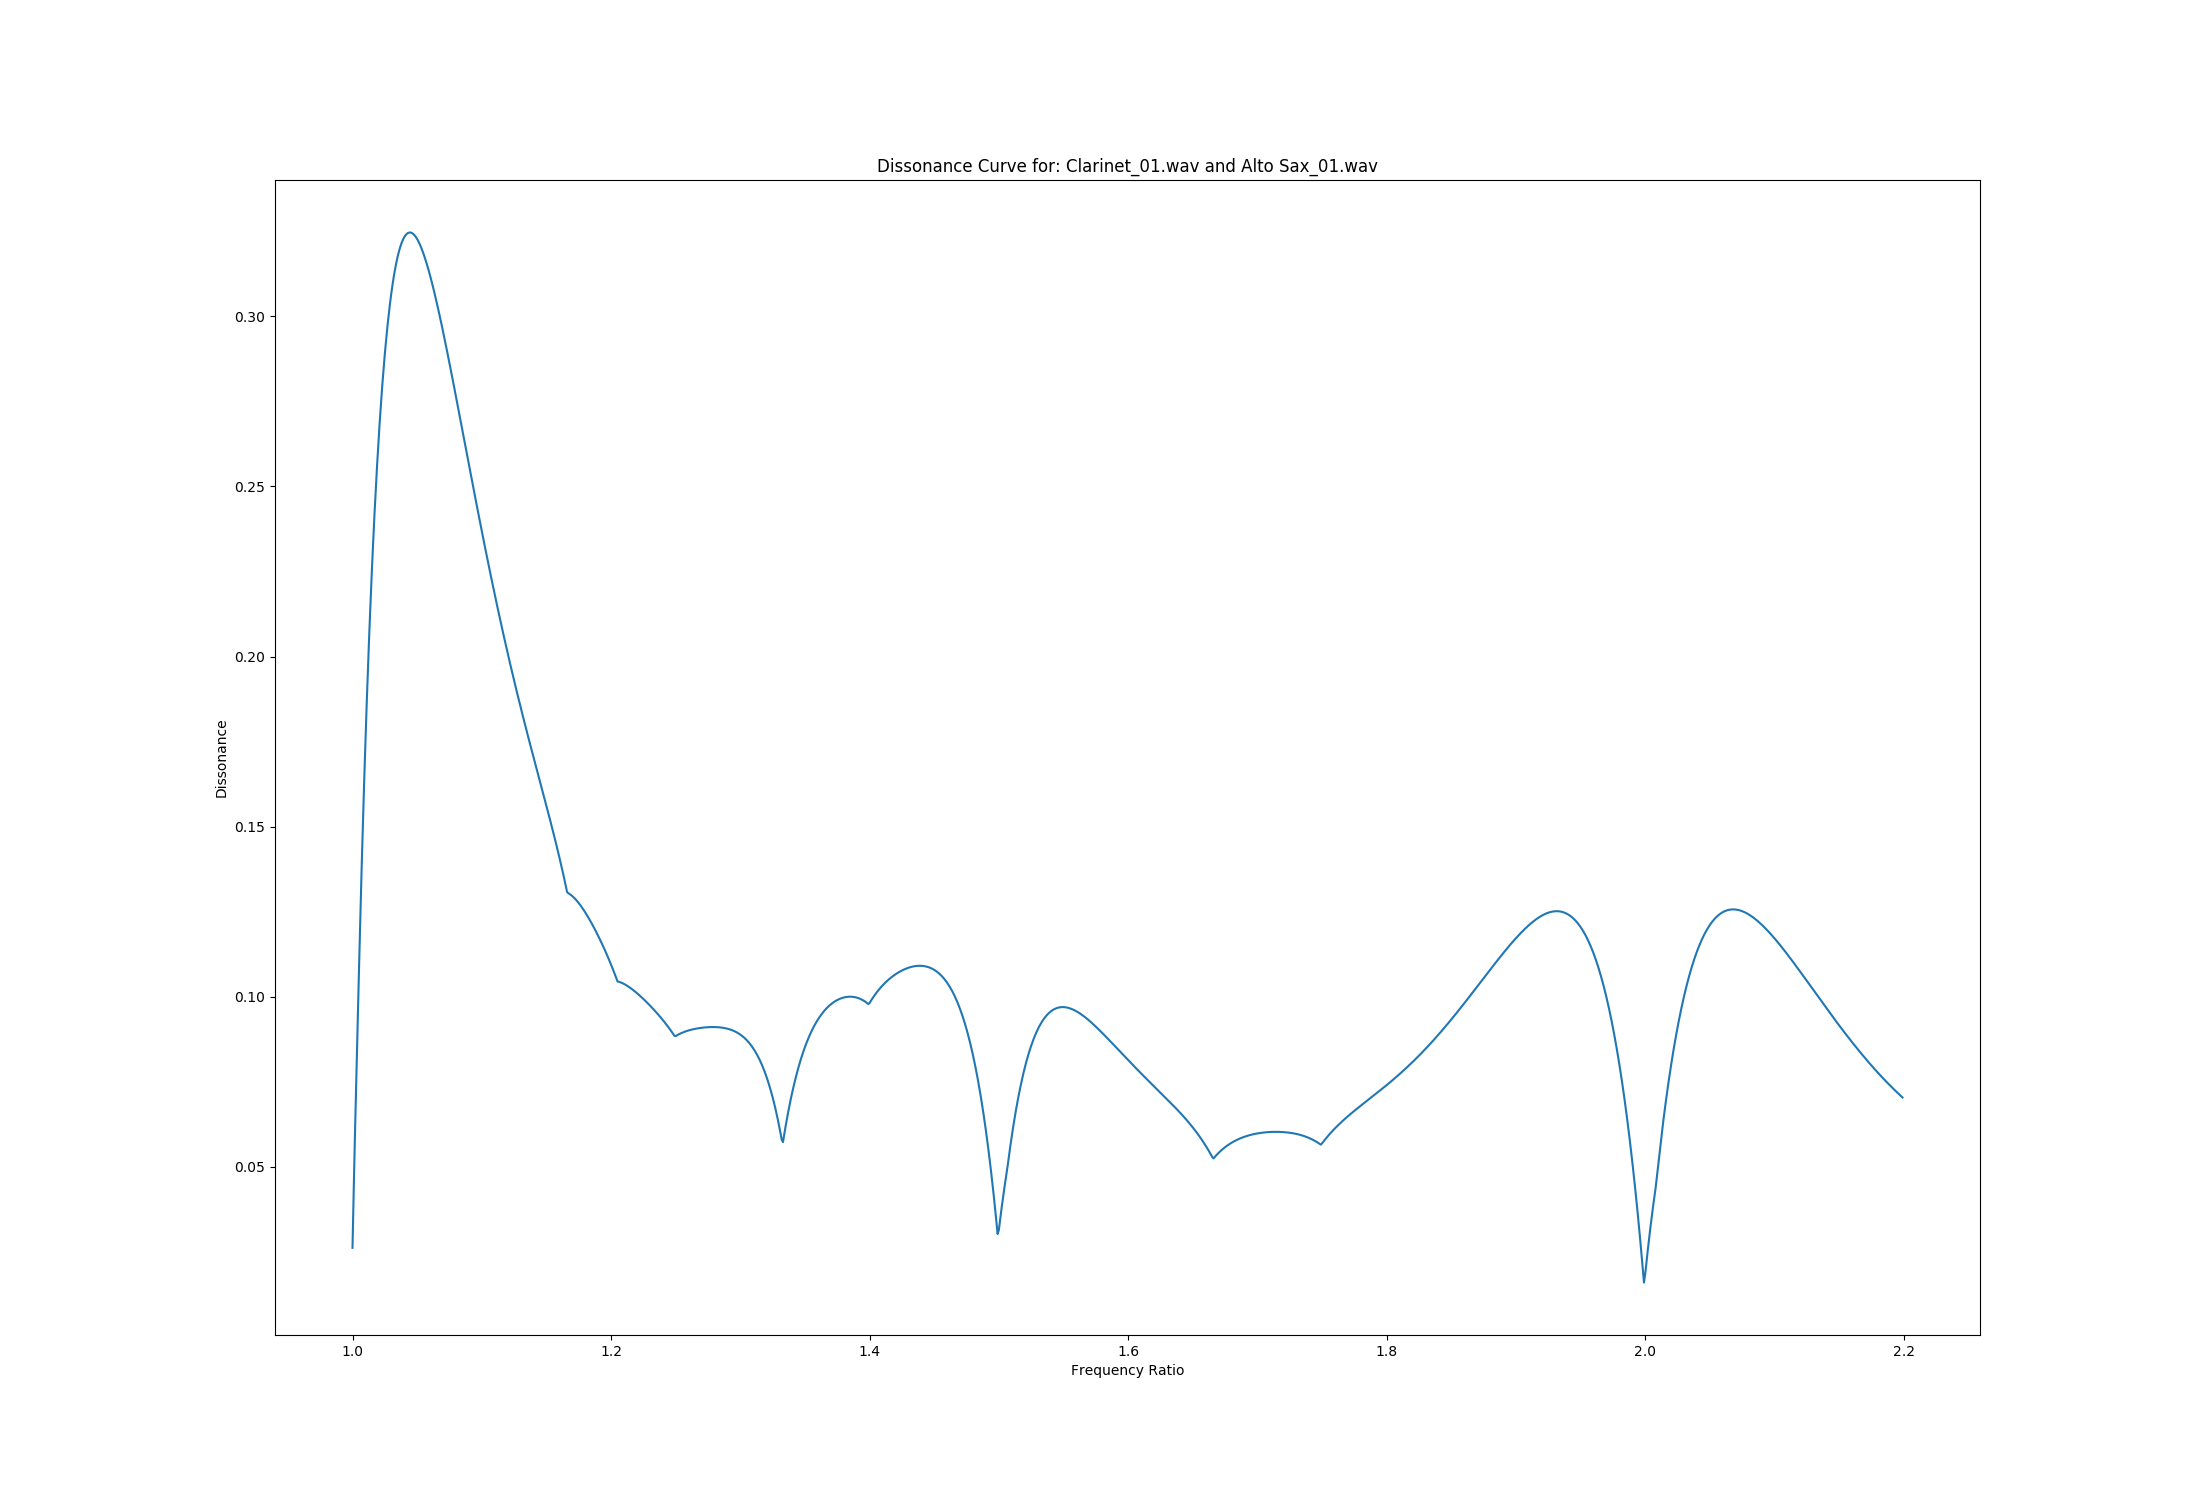 Dissonance Curve for: Clarinet_01.wav and Alto Sax_01.wav
0.30
0.25
0.20
0.15
0.10
0.05
Dissonance
1.0 1.2 1.4 1.6 1.8 2.0 2.2
Frequency Ratio